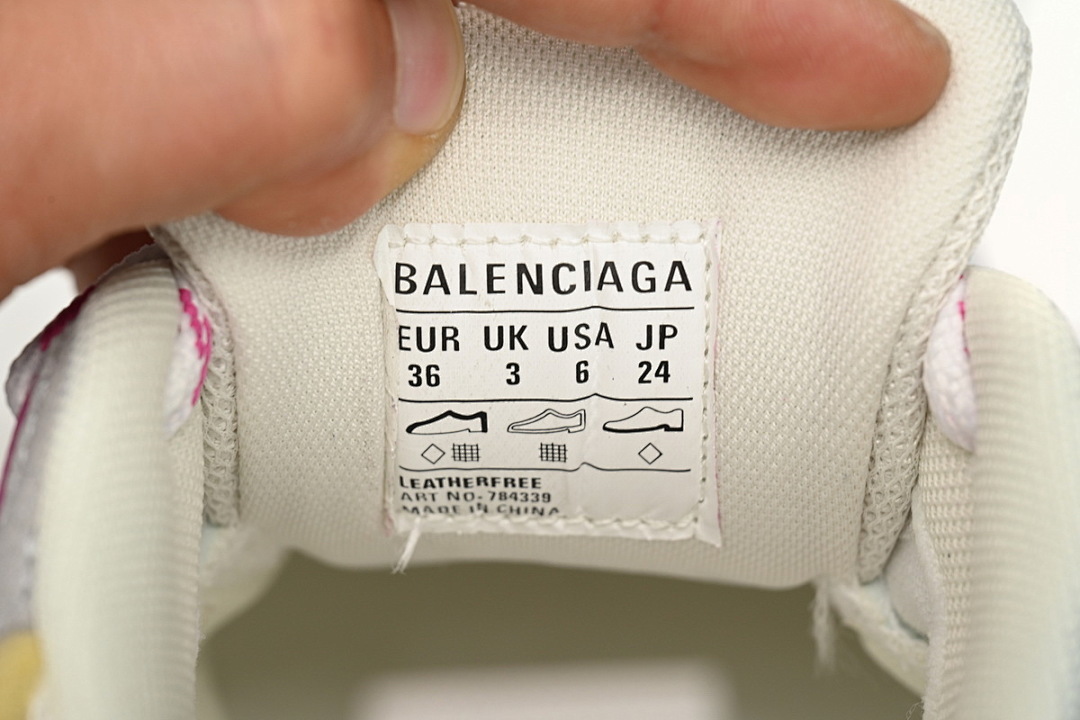 BALENCIAGA
EUR UK USA JP
36 3 6 24
LEATHERFREE
ART NO. 784339
MADE IN CHINA